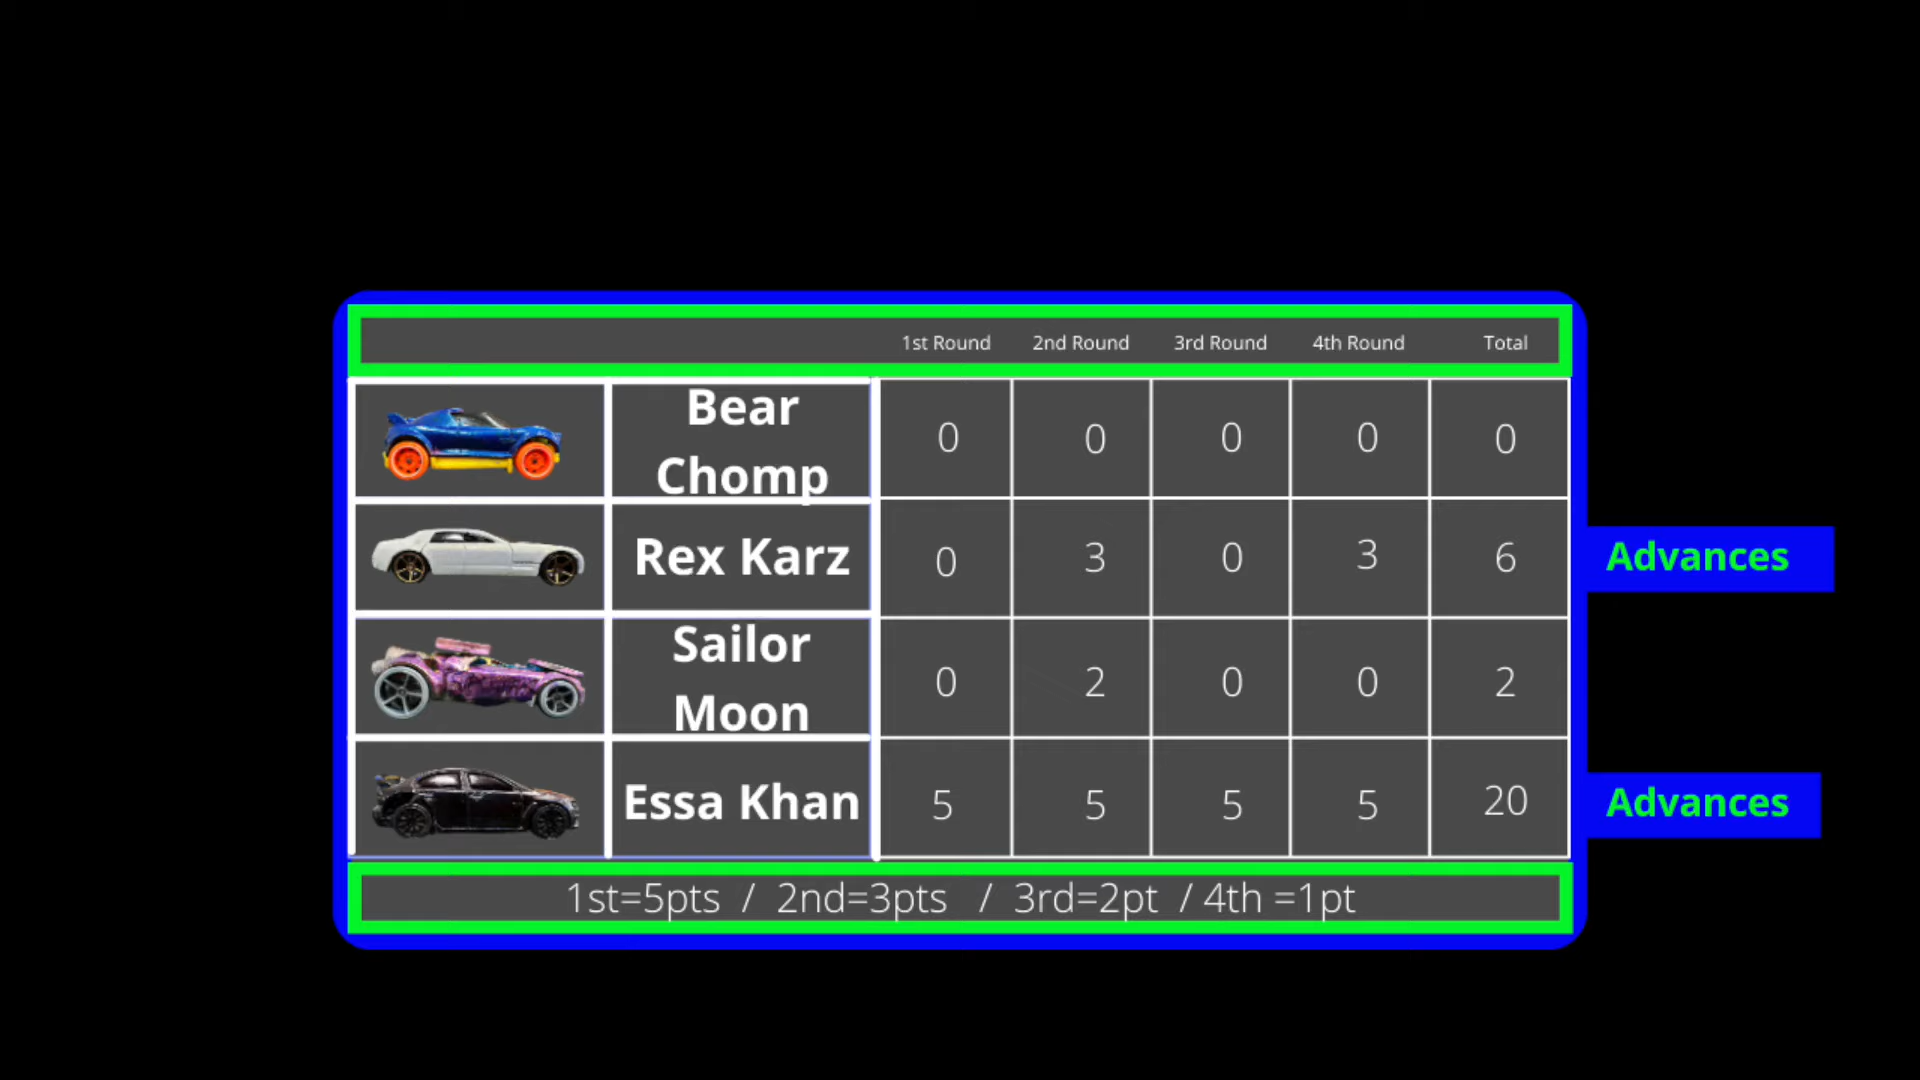 1st Round 2nd Round 3rd Round 4th Round Total
Bear
Chomp
0 0 0 0 0
Rex Karz 0 3 0 3 6 Advances
Sailor
Moon
0 2 0 0 2
Essa Khan 5 5 5 5 20 Advances
1st=5pts / 2nd=3pts / 3rd=2pt / 4th =1pt